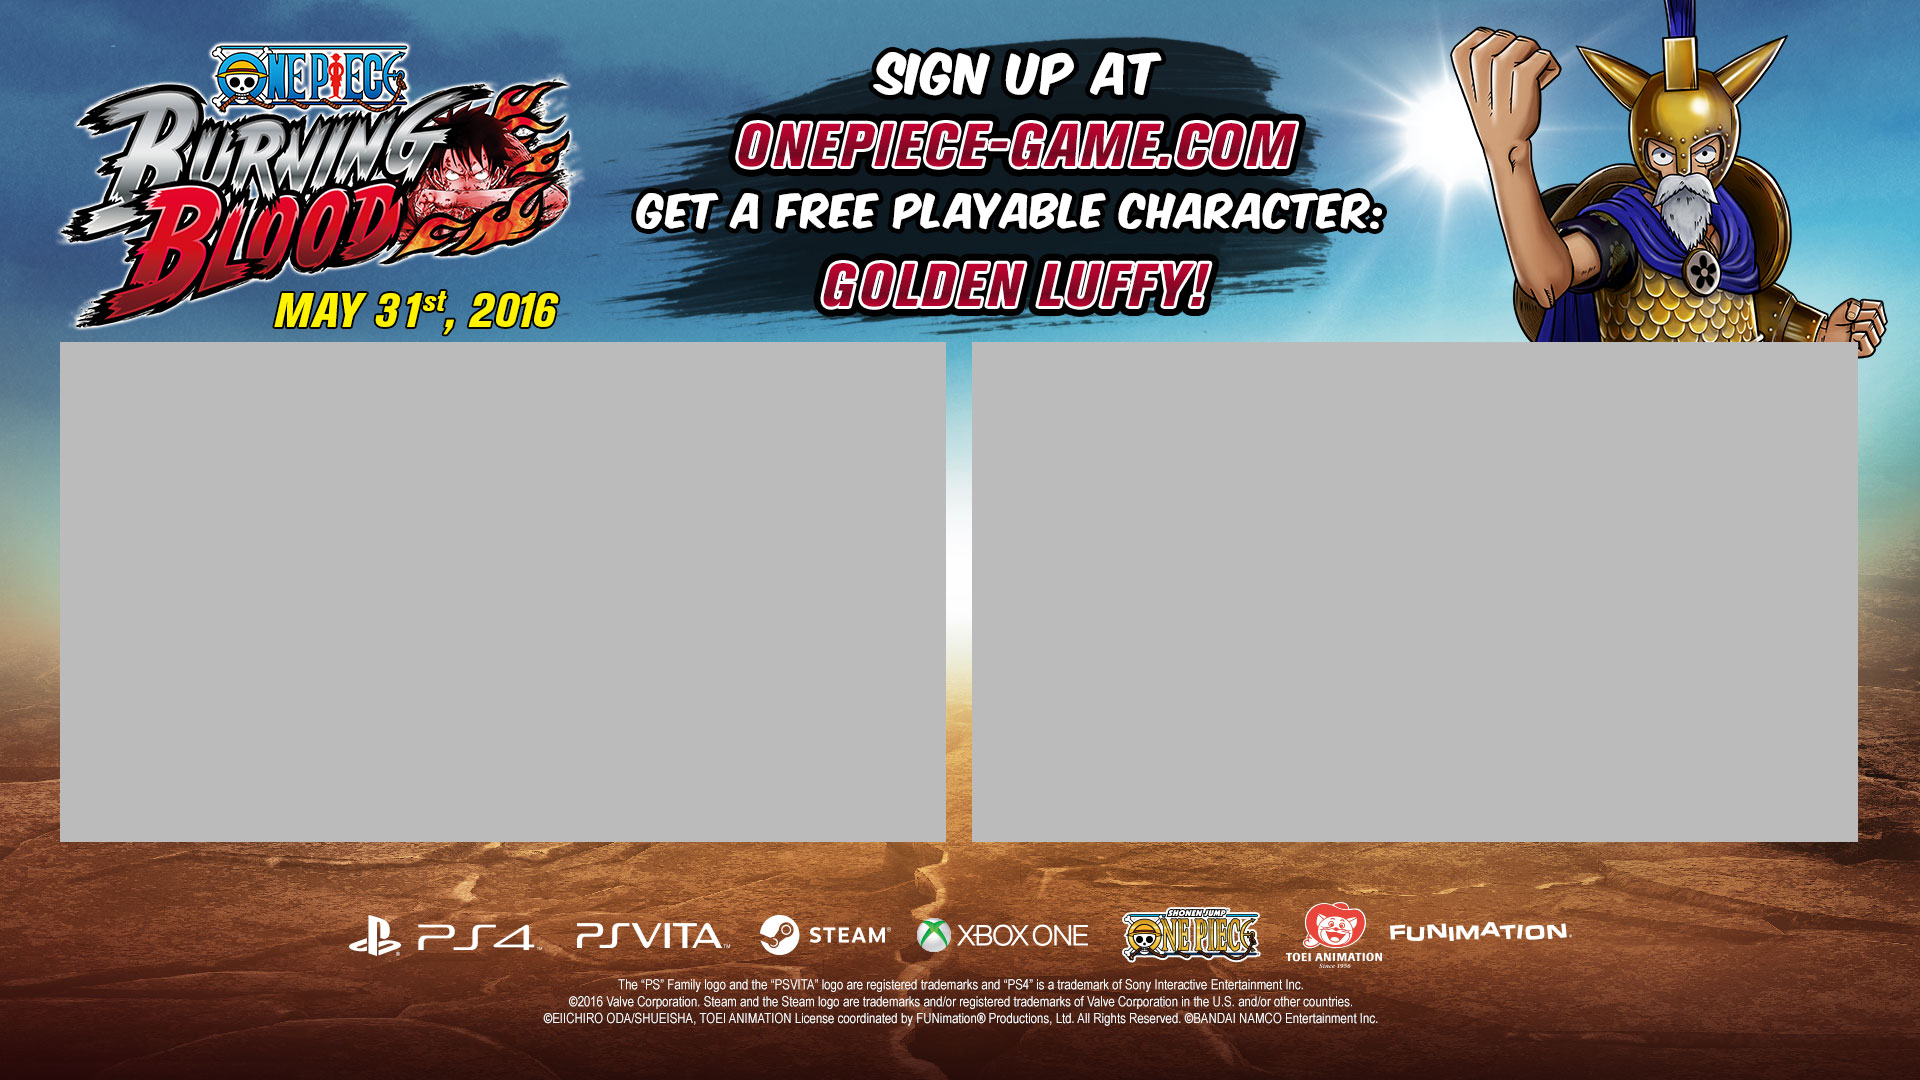 ONE PIECE
BURNING
BLOOD
MAY 31st, 2016
SIGN UP AT
ONEPIECE-GAME.COM
GET A FREE PLAYABLE CHARACTER:
GOLDEN LUFFY!
PS4™ PSVITA™ STEAM® XBOX ONE SHONEN JUMP ONE PIECE TOEI ANIMATION Since 1956 FUNIMATION.
The “PS” Family logo and the “PSVITA” logo are registered trademarks and “PS4” is a trademark of Sony Interactive Entertainment Inc.
©2016 Valve Corporation. Steam and the Steam logo are trademarks and/or registered trademarks of Valve Corporation in the U.S. and/or other countries.
©EIICHIRO ODA/SHUEISHA, TOEI ANIMATION License coordinated by FUNimation® Productions, Ltd. All Rights Reserved. ©BANDAI NAMCO Entertainment Inc.